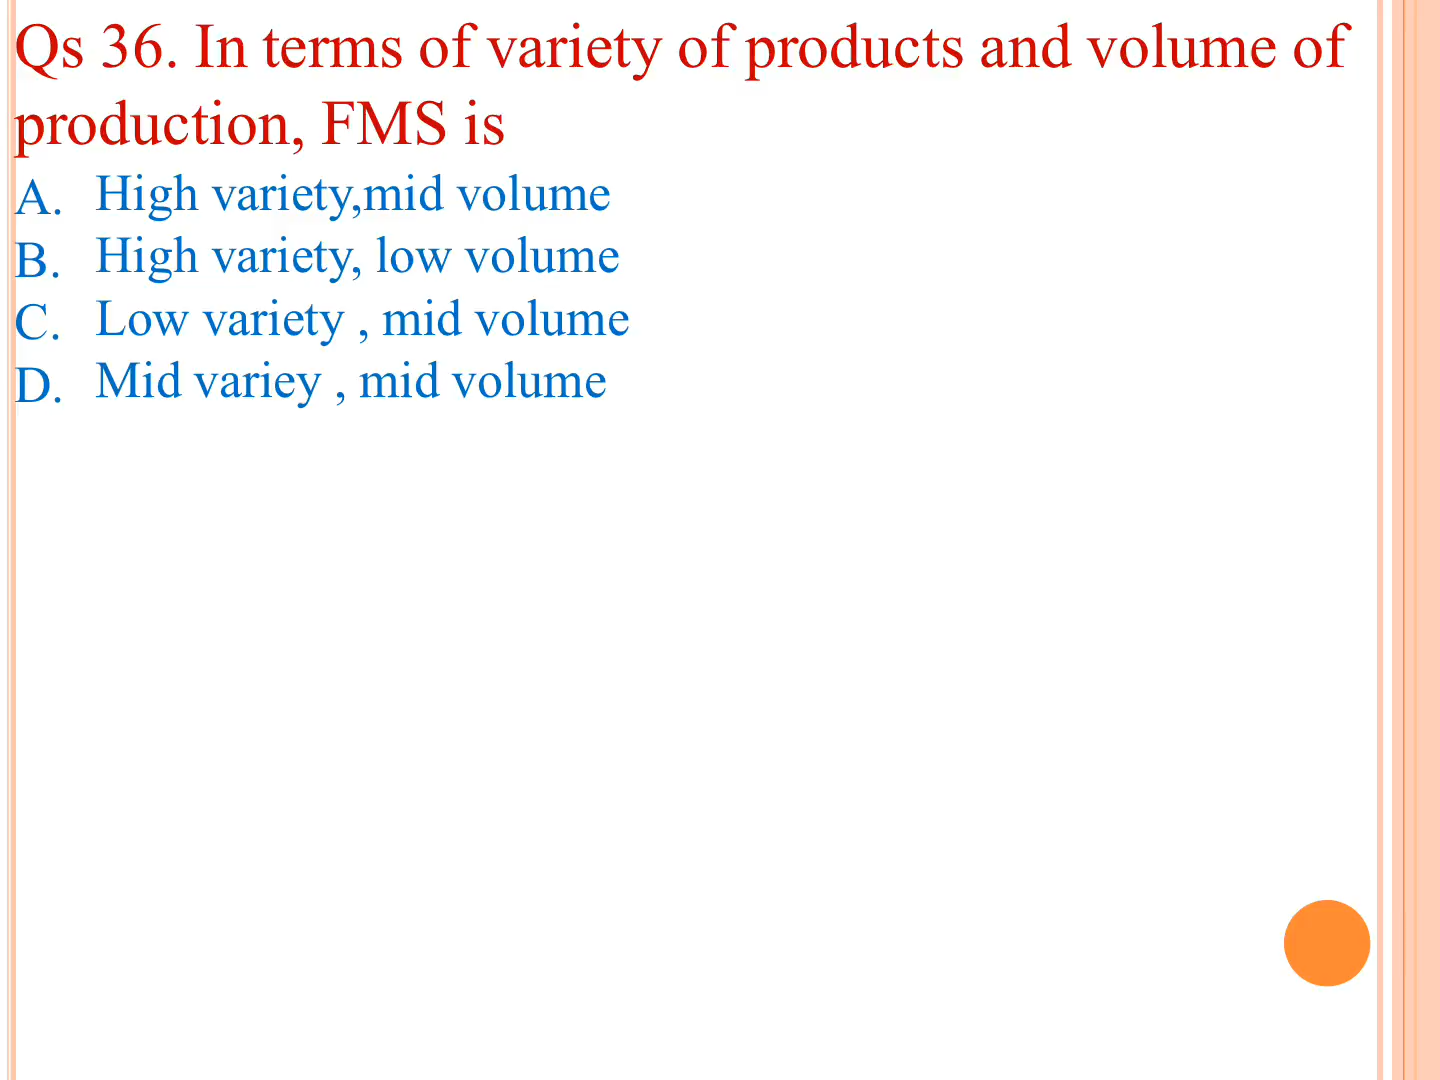 Qs 36. In terms of variety of products and volume of
production, FMS is
A. High variety,mid volume
B. High variety, low volume
C. Low variety , mid volume
D. Mid variey , mid volume